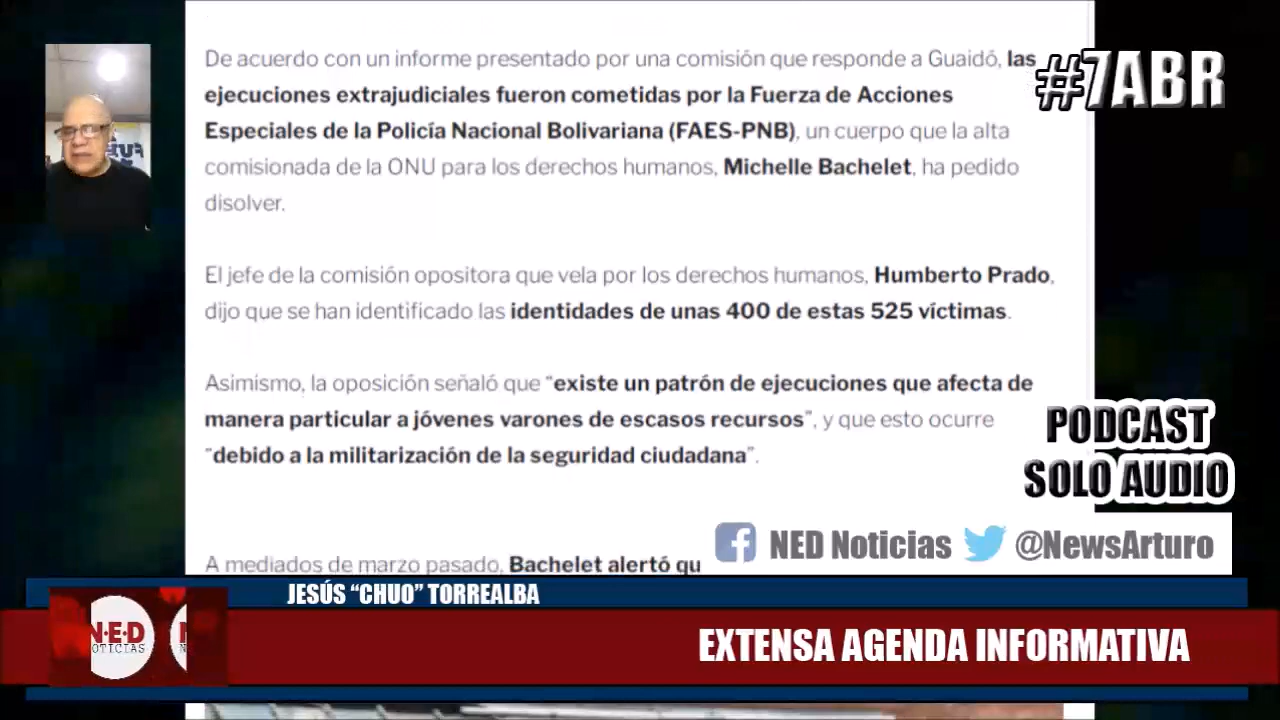 De acuerdo con un informe presentado por una comisión que responde a Guaidó, las
ejecuciones extrajudiciales fueron cometidas por la Fuerza de Acciones
Especiales de la Policía Nacional Bolivariana (FAES-PNB), un cuerpo que la alta
comisionada de la ONU para los derechos humanos, Michelle Bachelet, ha pedido
disolver.
El jefe de la comisión opositora que vela por los derechos humanos, Humberto Prado,
dijo que se han identificado las identidades de unas 400 de estas 525 víctimas.
Asimismo, la oposición señaló que “existe un patrón de ejecuciones que afecta de
manera particular a jóvenes varones de escasos recursos”, y que esto ocurre
“debido a la militarización de la seguridad ciudadana”.
A mediados de marzo pasado, Bachelet alertó qu
#7ABR
PODCAST
SOLO AUDIO
NED Noticias @NewsArturo
JESÚS “CHUO” TORREALBA
N·E·D
NOTICIAS
EXTENSA AGENDA INFORMATIVA